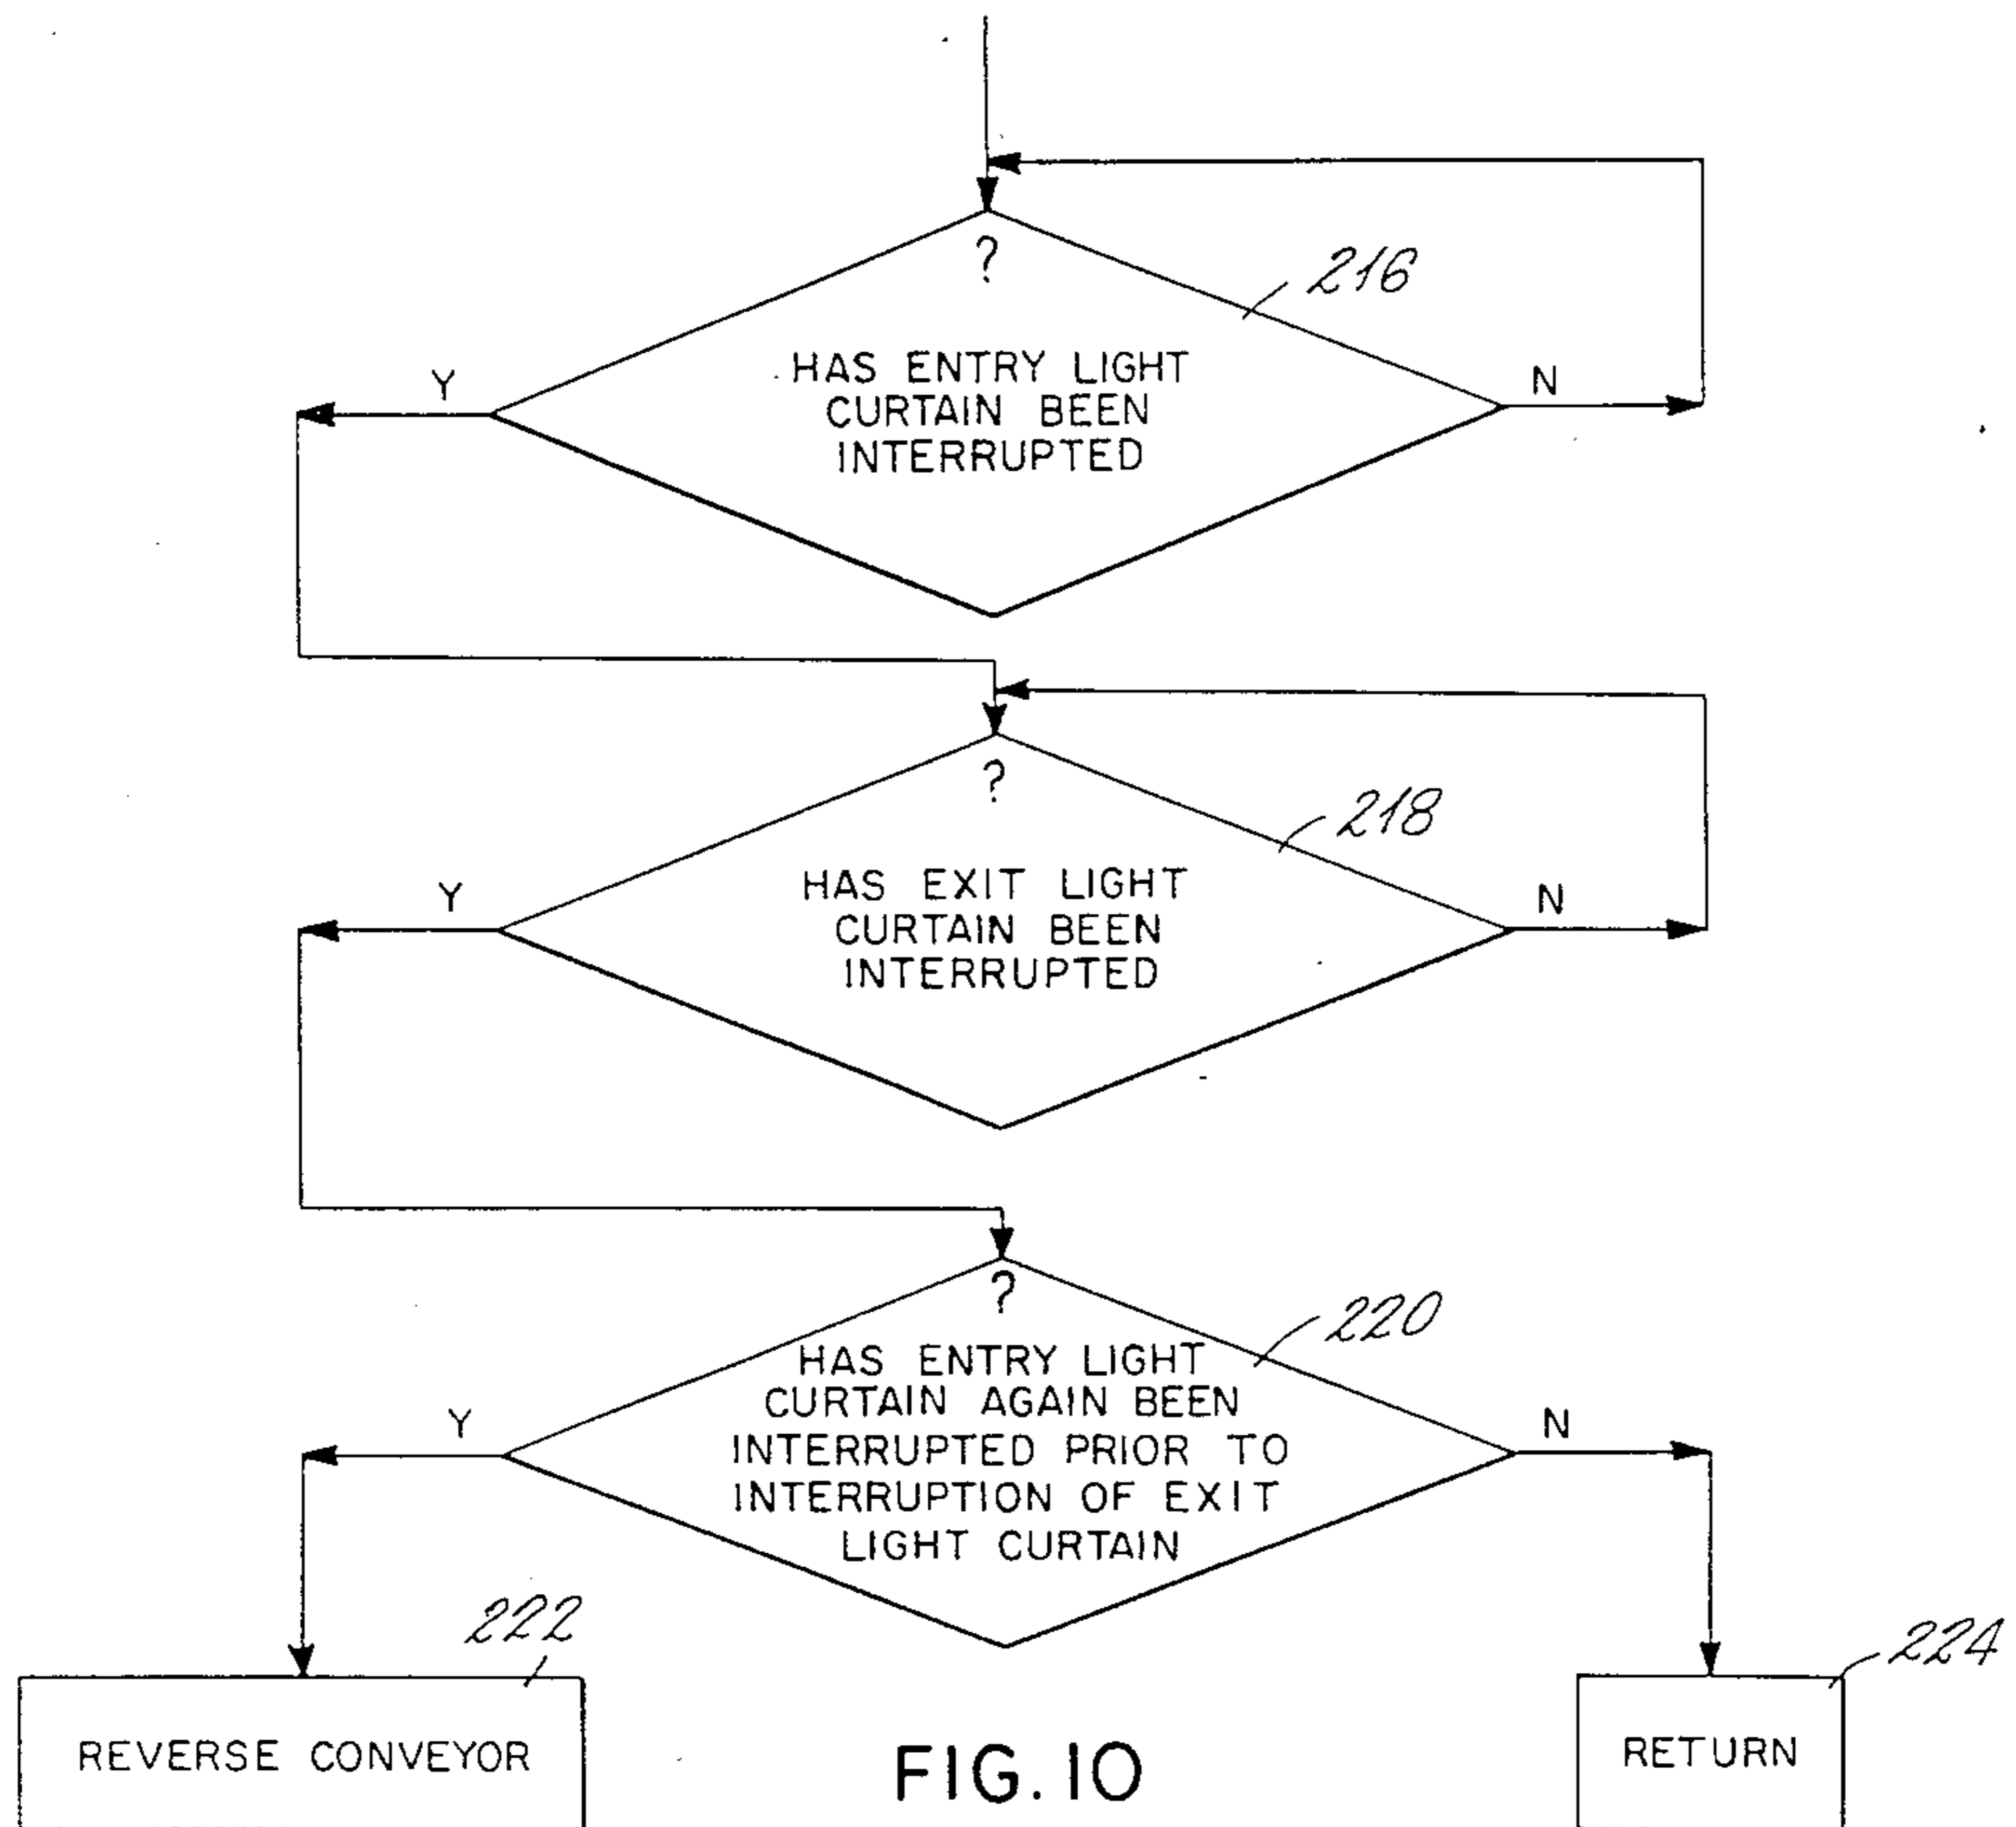 ?
216
HAS ENTRY LIGHT
CURTAIN BEEN
INTERRUPTED
Y
N
?
218
HAS EXIT LIGHT
CURTAIN BEEN
INTERRUPTED
Y
N
?
220
HAS ENTRY LIGHT
CURTAIN AGAIN BEEN
INTERRUPTED PRIOR TO
INTERRUPTION OF EXIT
LIGHT CURTAIN
Y
N
222
REVERSE CONVEYOR
224
RETURN
FIG. 10